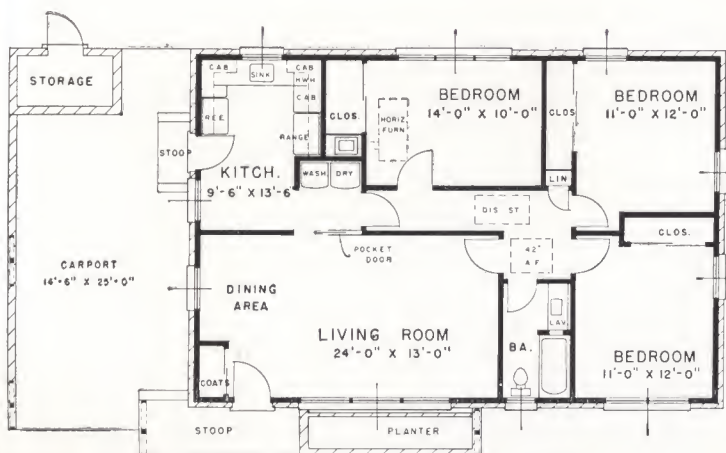 STORAGE
CAB
SINK
CAB
HWH
CAB
REF.
RANGE
STOOP
KITCH.
9'-6" X 13'-6"
CLOS.
HORIZ
FURN
BEDROOM
14'-0" X 10'-0"
CLOS
BEDROOM
11'-0" X 12'-0"
WASH
DRY
LIN
DIS ST
POCKET
DOOR
42"
A.F
CLOS.
CARPORT
14'-6" X 25'-0"
DINING
AREA
LIVING ROOM
24'-0" X 13'-0"
LAV.
BA.
BEDROOM
11'-0" X 12'-0"
COATS
STOOP
PLANTER